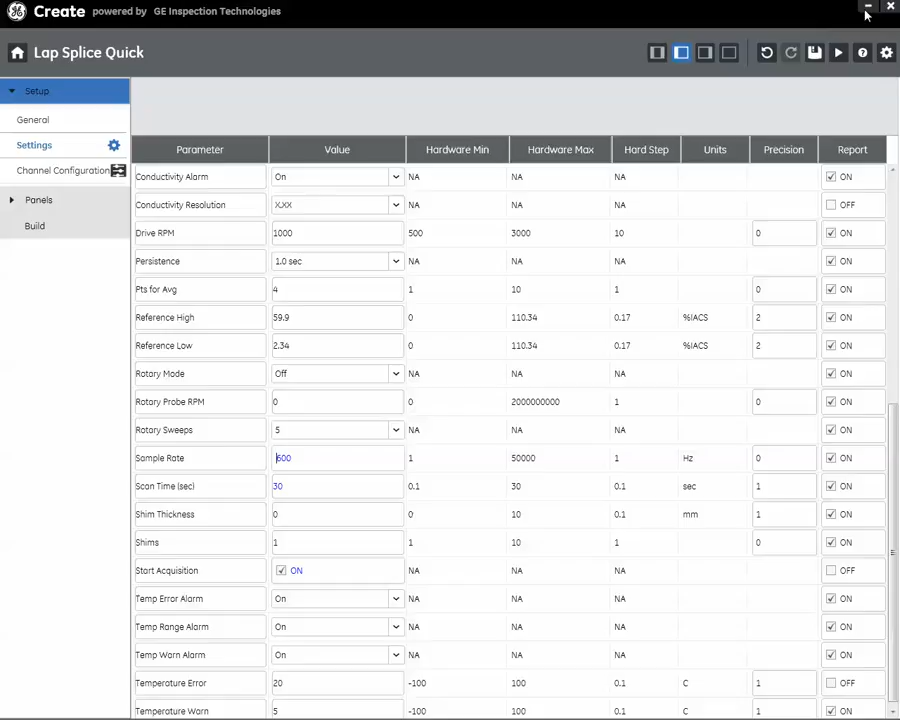 Create powered by GE Inspection Technologies
Lap Splice Quick
Setup
General
Settings
Channel Configuration
Panels
Build
Parameter Value Hardware Min Hardware Max Hard Step Units Precision Report
Conductivity Alarm On NA NA NA ON
Conductivity Resolution X.XX NA NA NA OFF
Drive RPM 1000 500 3000 10 0 ON
Persistence 1.0 sec NA NA NA ON
Pts for Avg 4 1 10 1 0 ON
Reference High 59.9 0 110.34 0.17 %IACS 2 ON
Reference Low 2.34 0 110.34 0.17 %IACS 2 ON
Rotary Mode Off NA NA NA ON
Rotary Probe RPM 0 0 2000000000 1 0 ON
Rotary Sweeps 5 NA NA NA ON
Sample Rate 600 1 50000 1 Hz 0 ON
Scan Time (sec) 30 0.1 30 0.1 sec 1 ON
Shim Thickness 0 0 10 0.1 mm 1 ON
Shims 1 1 10 1 0 ON
Start Acquisition ON NA NA NA OFF
Temp Error Alarm On NA NA NA ON
Temp Range Alarm On NA NA NA ON
Temp Warn Alarm On NA NA NA ON
Temperature Error 20 -100 100 0.1 C 1 OFF
Temperature Warn 5 -100 100 0.1 C 1 ON